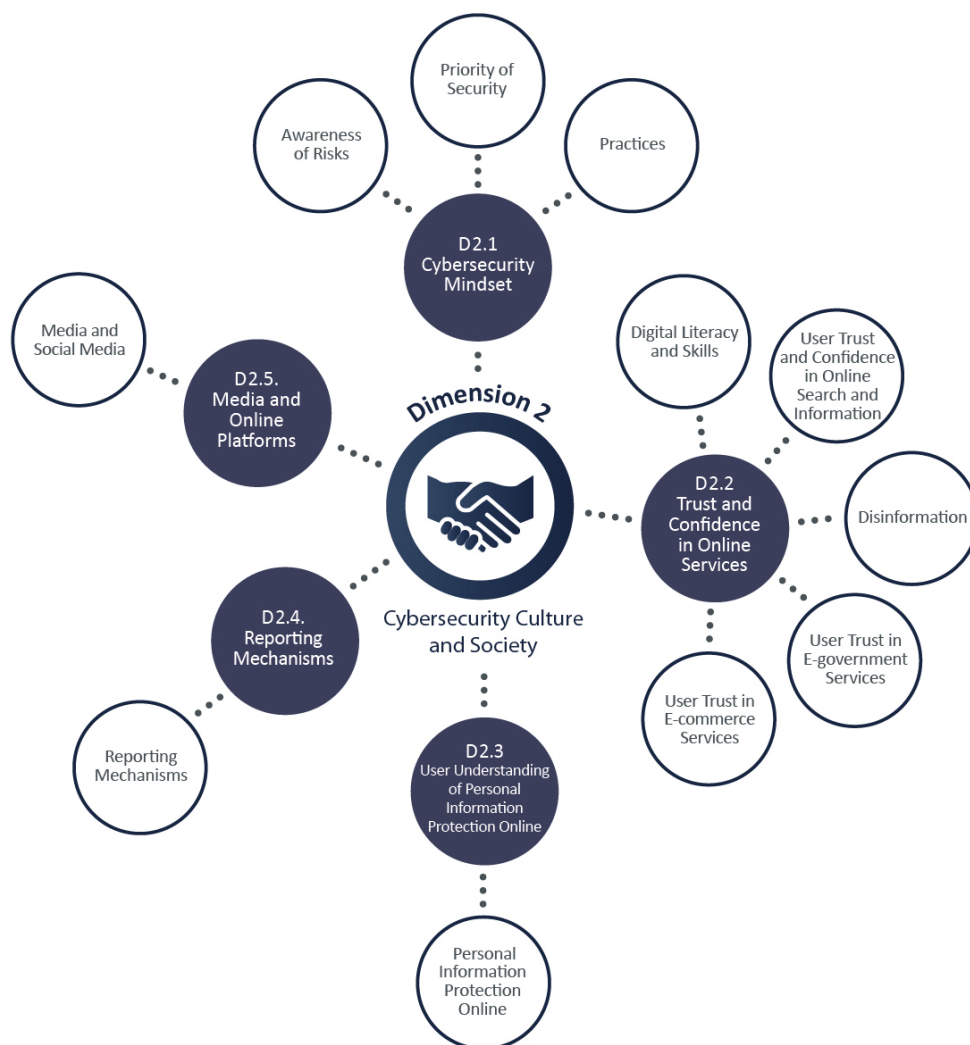 Priority of
Security
Awareness
of Risks
Practices
D2.1
Cybersecurity
Mindset
Media and
Social Media
D2.5.
Media and
Online
Platforms
Digital Literacy
and Skills
User Trust
and Confidence
in Online
Search and
Information
Dimension 2
D2.2
Trust and
Confidence
in Online
Services
Disinformation
D2.4.
Reporting
Mechanisms
Cybersecurity Culture
and Society
User Trust in
E-government
Services
User Trust in
E-commerce
Services
Reporting
Mechanisms
D2.3
User Understanding
of Personal
Information
Protection Online
Personal
Information
Protection
Online